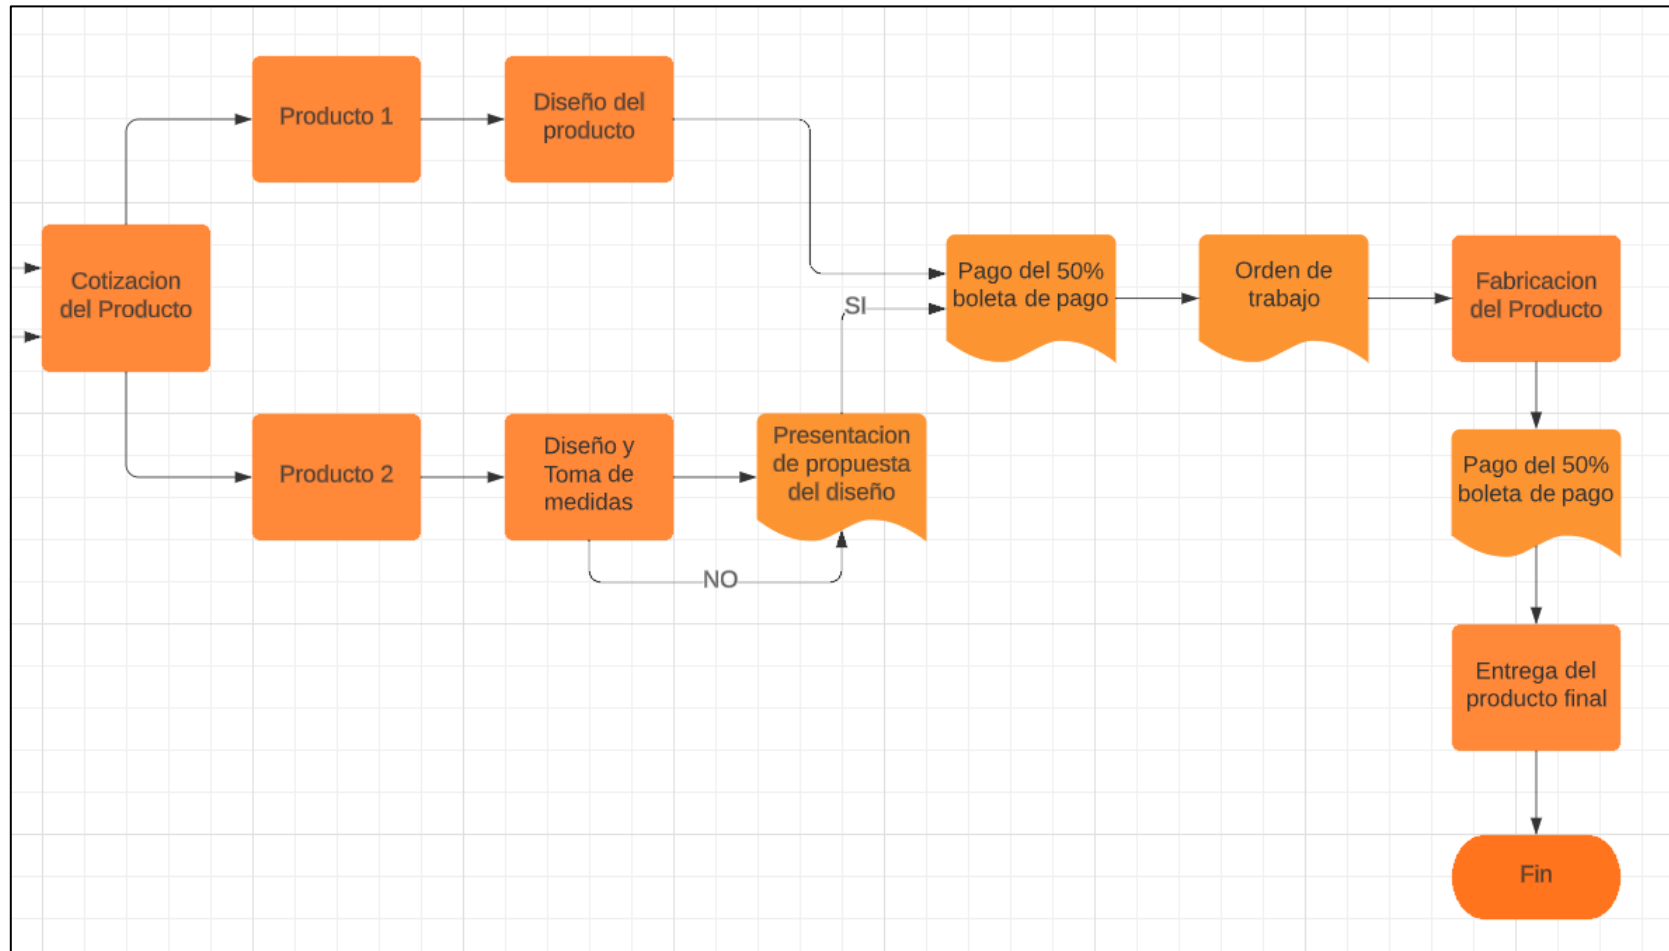 Producto 1
Diseño del
producto
Cotizacion
del Producto
Pago del 50%
boleta de pago
Orden de
trabajo
Fabricacion
del Producto
SI
Producto 2
Diseño y
Toma de
medidas
Presentacion
de propuesta
del diseño
NO
Pago del 50%
boleta de pago
Entrega del
producto final
Fin